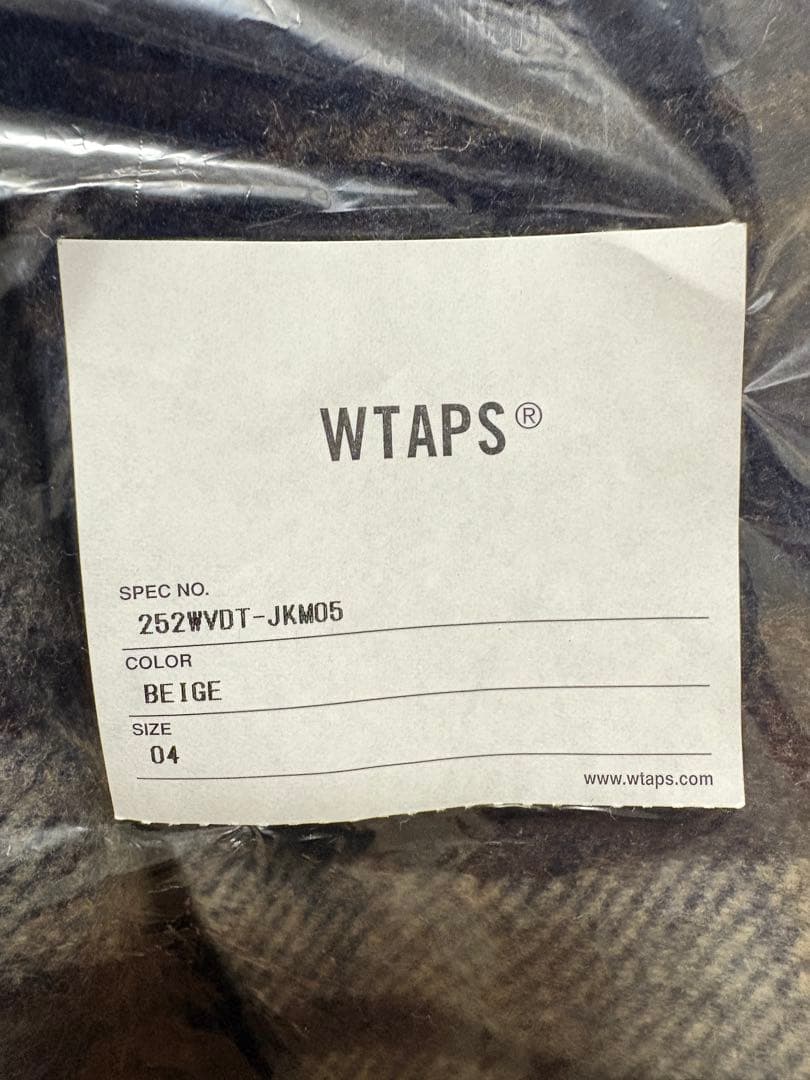 WTAPS®
SPEC NO.
252WVDT-JKM05
COLOR
BEIGE
SIZE
04
www.wtaps.com